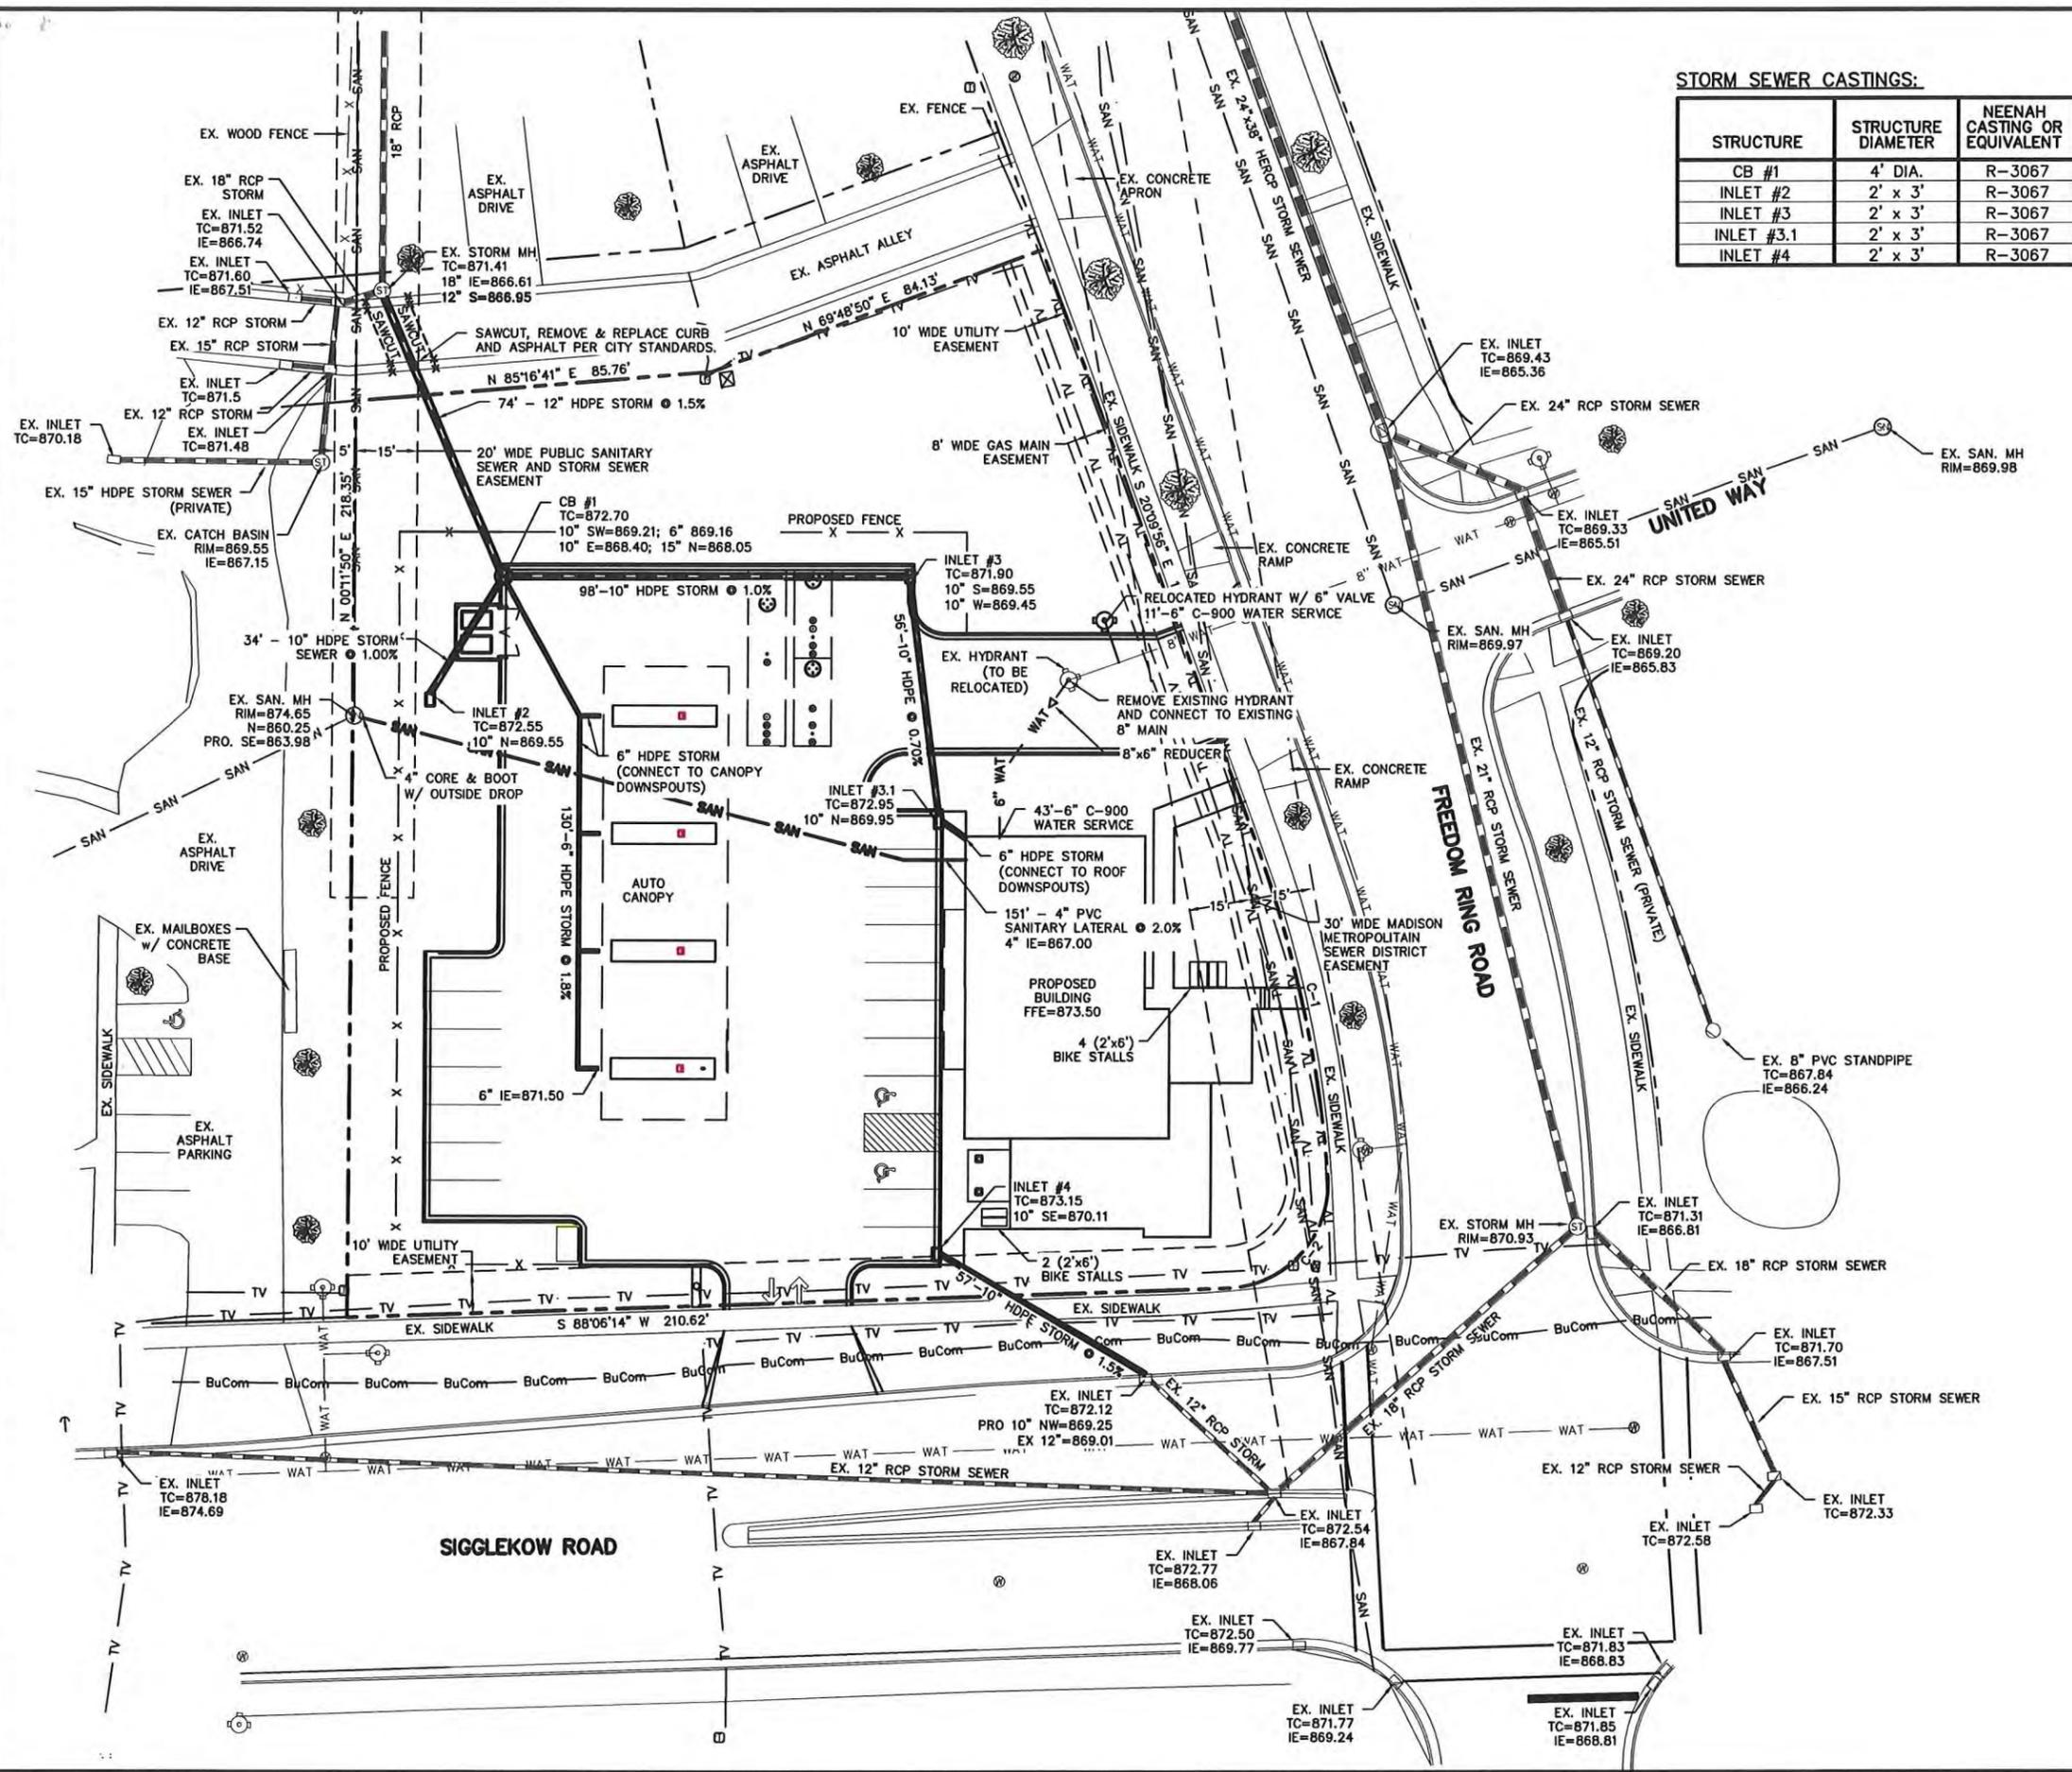 STORM SEWER CASTINGS:
STRUCTURE
STRUCTURE
DIAMETER
NEENAH
CASTING OR
EQUIVALENT
CB #1 4' DIA. R-3067
INLET #2 2' x 3' R-3067
INLET #3 2' x 3' R-3067
INLET #3.1 2' x 3' R-3067
INLET #4 2' x 3' R-3067
EX. WOOD FENCE
18" RCP
EX. 18" RCP
STORM
EX. INLET
TC=871.52
IE=866.74
EX. INLET
TC=871.60
IE=867.51
EX. 12" RCP STORM
EX. 15" RCP STORM
EX. INLET
TC=871.5
EX. 12" RCP STORM
EX. INLET
TC=871.48
EX. INLET
TC=870.18
EX. 15" HDPE STORM SEWER
(PRIVATE)
EX. CATCH BASIN
RIM=869.55
IE=867.15
EX.
ASPHALT
DRIVE
EX.
ASPHALT
DRIVE
EX. FENCE
EX. STORM MH
TC=871.41
18" IE=866.61
12" S=866.95
EX. ASPHALT ALLEY
SAWCUT
SAWCUT
SAWCUT, REMOVE & REPLACE CURB
AND ASPHALT PER CITY STANDARDS.
N 69°48'50" E 84.13'
N 85°16'41" E 85.76'
74' - 12" HDPE STORM @ 1.5%
5'
15'
20' WIDE PUBLIC SANITARY
SEWER AND STORM SEWER
EASEMENT
N 00°11'50" E 218.35'
10' WIDE UTILITY
EASEMENT
8' WIDE GAS MAIN
EASEMENT
EX. CONCRETE
APRON
EX. SIDEWALK
S 20°09'56" E
EX. 24"x38" HERCP STORM SEWER
EX. SIDEWALK
EX. INLET
TC=869.43
IE=865.36
EX. 24" RCP STORM SEWER
EX. SAN. MH
RIM=869.98
UNITED WAY
EX. INLET
TC=869.33
IE=865.51
EX. 24" RCP STORM SEWER
EX. INLET
TC=869.20
IE=865.83
EX. SAN. MH
RIM=869.97
CB #1
TC=872.70
10" SW=869.21; 6" 869.16
10" E=868.40; 15" N=868.05
PROPOSED FENCE
98'-10" HDPE STORM @ 1.0%
INLET #3
TC=871.90
10" S=869.55
10" W=869.45
EX. CONCRETE
RAMP
8" WAT
RELOCATED HYDRANT W/ 6" VALVE
11'-6" C-900 WATER SERVICE
34' - 10" HDPE STORM
SEWER @ 1.00%
56'-10" HDPE @ 0.70%
EX. HYDRANT
(TO BE
RELOCATED)
REMOVE EXISTING HYDRANT
AND CONNECT TO EXISTING
8" MAIN
8"x6" REDUCER
EX. SAN. MH
RIM=874.65
N=860.25
PRO. SE=863.98
INLET #2
TC=872.55
10" N=869.55
4" CORE & BOOT
W/ OUTSIDE DROP
6" HDPE STORM
(CONNECT TO CANOPY
DOWNSPOUTS)
INLET #3.1
TC=872.95
10" N=869.95
6" WAT
43'-6" C-900
WATER SERVICE
6" HDPE STORM
(CONNECT TO ROOF
DOWNSPOUTS)
151' - 4" PVC
SANITARY LATERAL @ 2.0%
4" IE=867.00
EX. CONCRETE
RAMP
EX.
ASPHALT
DRIVE
PROPOSED FENCE
130'-6" HDPE STORM @ 1.8%
AUTO
CANOPY
EX. MAILBOXES
w/ CONCRETE
BASE
PROPOSED
BUILDING
FFE=873.50
15'
15'
30' WIDE MADISON
METROPOLITAIN
SEWER DISTRICT
EASEMENT
C-1
4 (2'x6')
BIKE STALLS
FREEDOM RING ROAD
EX. 21" RCP STORM SEWER
EX. 12" RCP STORM SEWER (PRIVATE)
EX. SIDEWALK
EX. SIDEWALK
EX. 8" PVC STANDPIPE
TC=867.84
IE=866.24
EX. SIDEWALK
EX.
ASPHALT
PARKING
6" IE=871.50
INLET #4
TC=873.15
10" SE=870.11
2 (2'x6')
BIKE STALLS
10' WIDE UTILITY
EASEMENT
EX. STORM MH
RIM=870.93
EX. INLET
TC=871.31
IE=866.81
EX. 18" RCP STORM SEWER
EX. SIDEWALK
S 88°06'14" W 210.62'
57'-10" HDPE STORM @ 1.5%
EX. SIDEWALK
BuCom BuCom BuCom BuCom BuCom BuCom
EX. INLET
TC=871.70
IE=867.51
EX. 15" RCP STORM SEWER
EX. INLET
TC=872.12
PRO 10" NW=869.25
EX 12"=869.01
EX. 12" RCP STORM
EX. 18" RCP STORM SEWER
EX. 12" RCP STORM SEWER
EX. INLET
TC=878.18
IE=874.69
EX. 12" RCP STORM SEWER
EX. INLET
TC=872.33
EX. INLET
TC=872.58
SIGGLEKOW ROAD
EX. INLET
TC=872.54
IE=867.84
EX. INLET
TC=872.77
IE=868.06
EX. INLET
TC=872.50
IE=869.77
EX. INLET
TC=871.83
IE=868.83
EX. INLET
TC=871.77
IE=869.24
EX. INLET
TC=871.85
IE=868.81